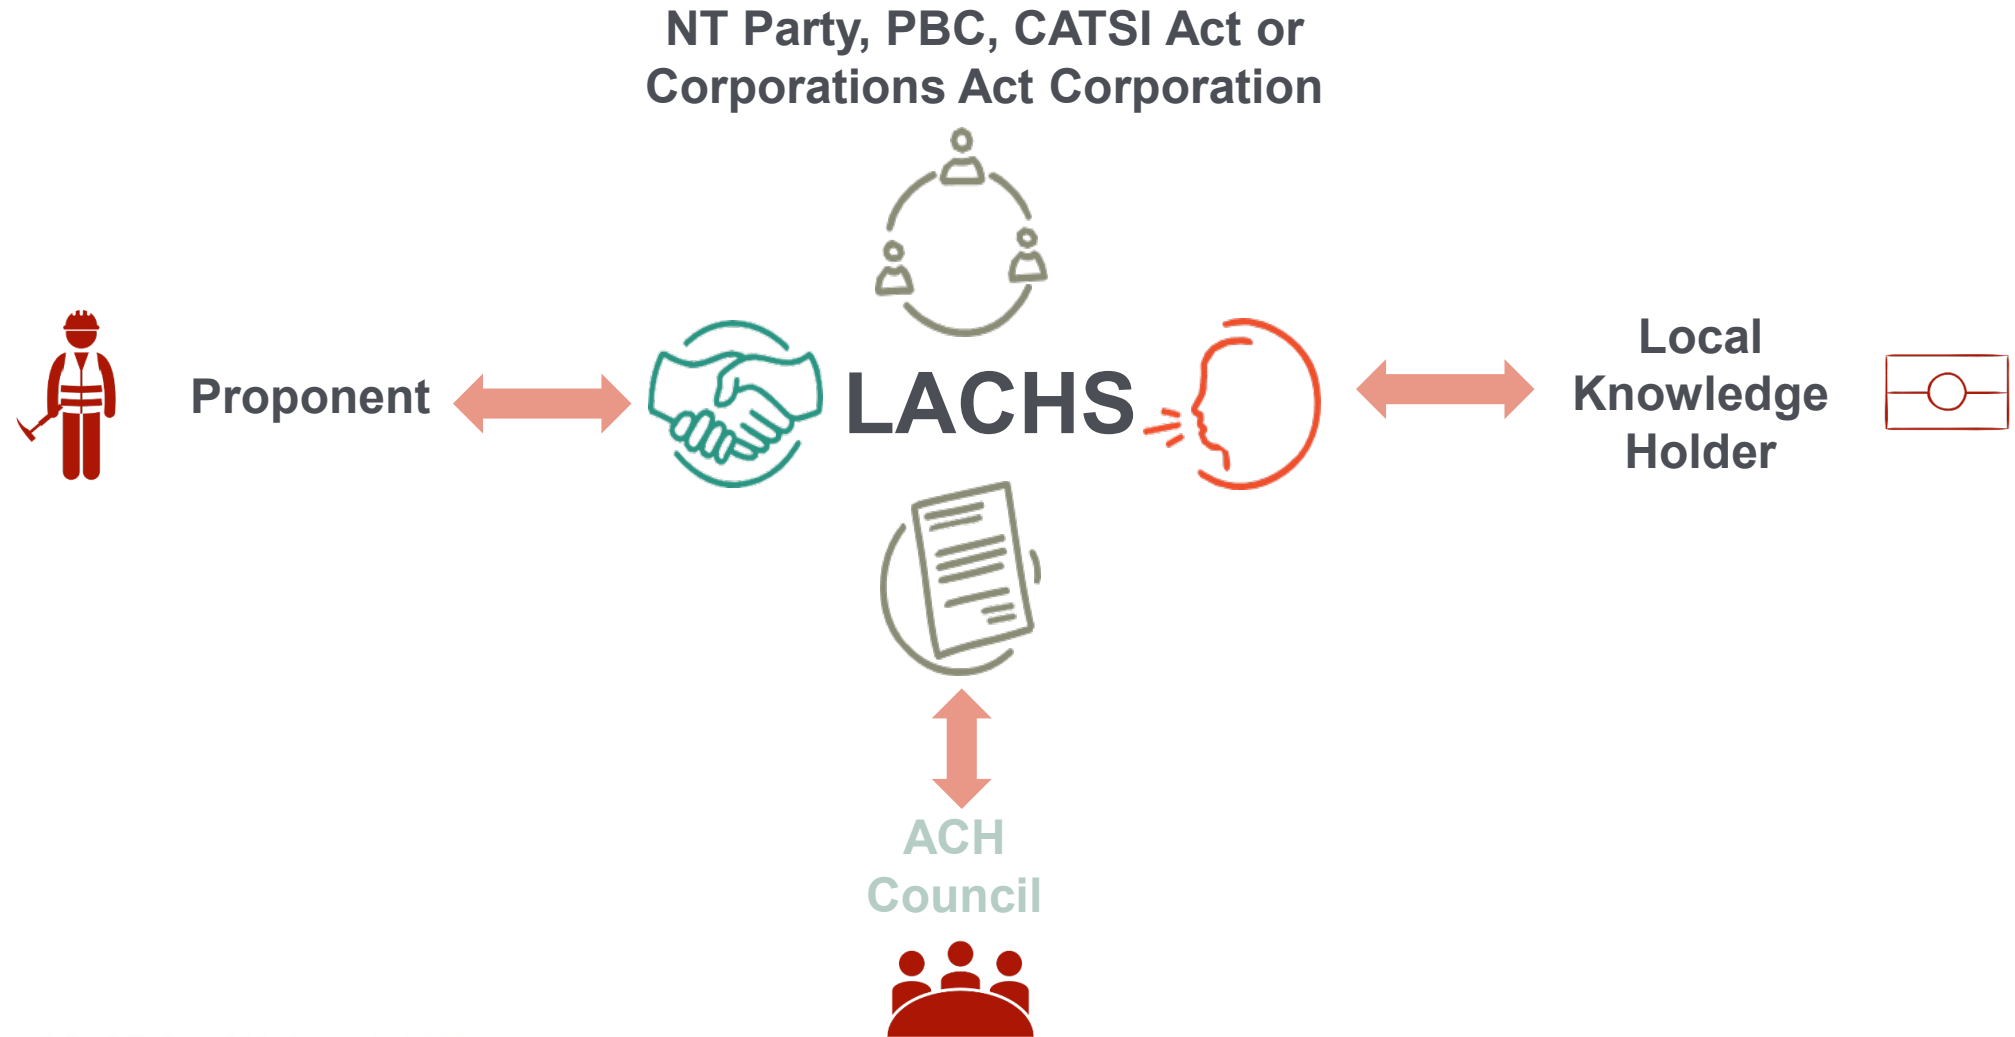 NT Party, PBC, CATSI Act or
Corporations Act Corporation
Proponent
LACHS
Local
Knowledge
Holder
ACH
Council